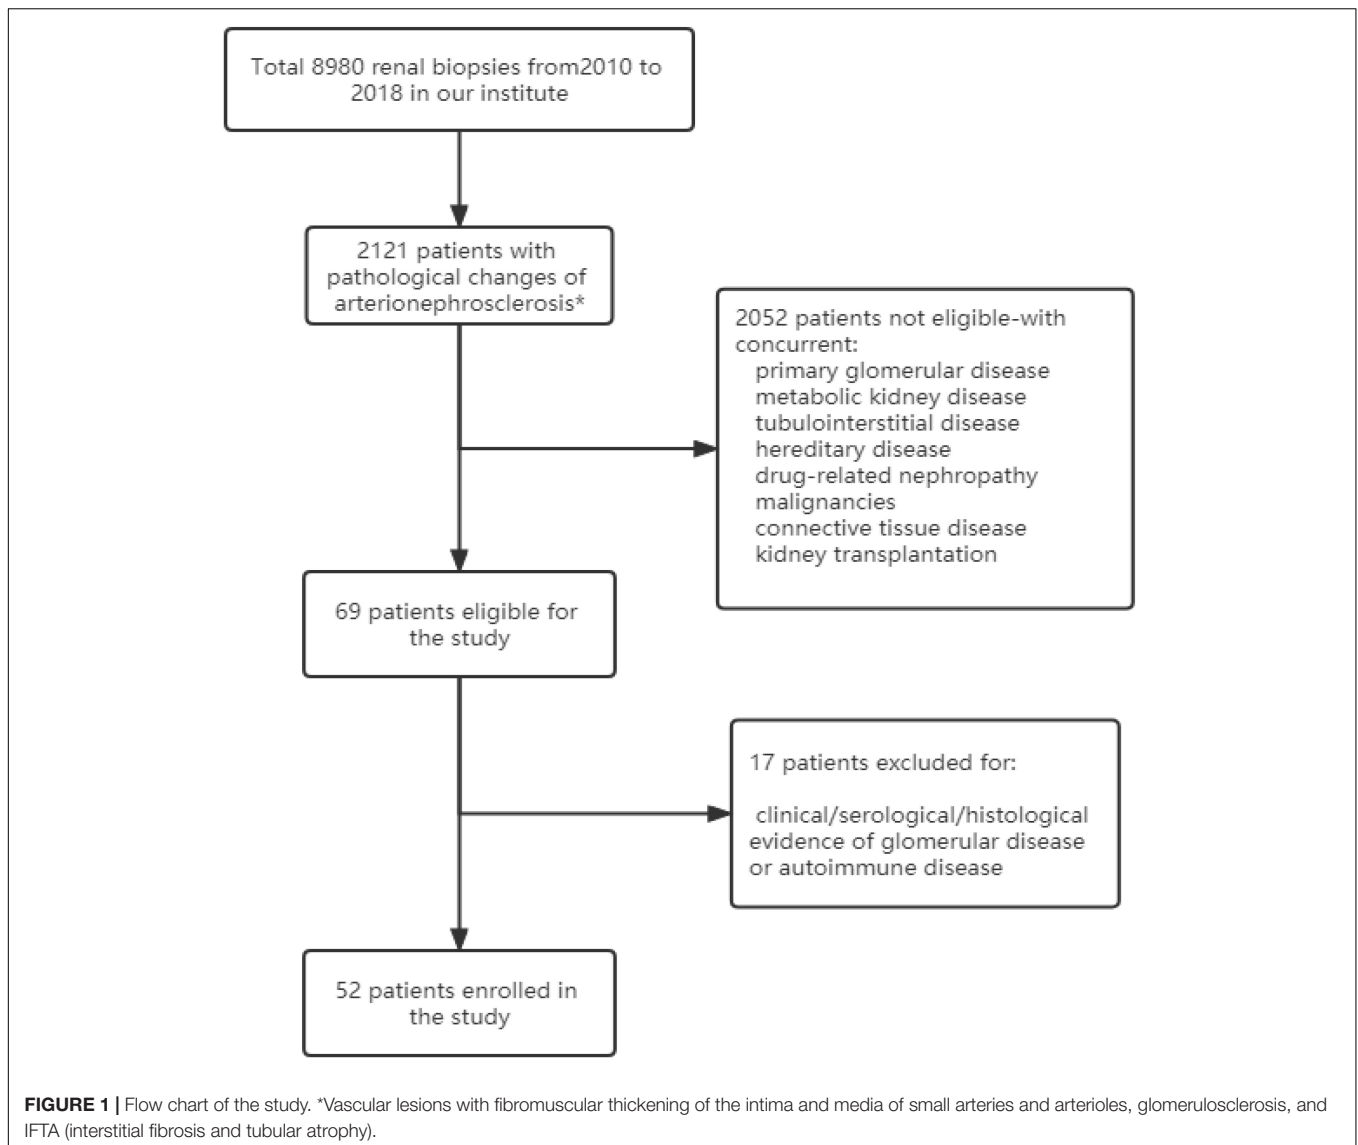 Total 8980 renal biopsies from2010 to
2018 in our institute
2121 patients with
pathological changes of
arterionephrosclerosis*
2052 patients not eligible-with
concurrent:
primary glomerular disease
metabolic kidney disease
tubulointerstitial disease
hereditary disease
drug-related nephropathy
malignancies
connective tissue disease
kidney transplantation
69 patients eligible for
the study
17 patients excluded for:
clinical/serological/histological
evidence of glomerular disease
or autoimmune disease
52 patients enrolled in
the study
FIGURE 1 | Flow chart of the study. *Vascular lesions with fibromuscular thickening of the intima and media of small arteries and arterioles, glomerulosclerosis, and
IFTA (interstitial fibrosis and tubular atrophy).